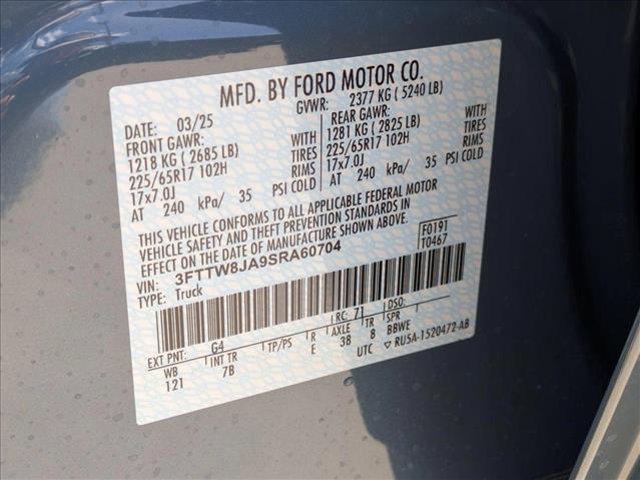 MFD. BY FORD MOTOR CO.
DATE: 03/25 GVWR: 2377 KG ( 5240 LB)
FRONT GAWR: REAR GAWR:
1218 KG ( 2685 LB) 1281 KG ( 2825 LB)
225/65R17 102H TIRES 225/65R17 102H TIRES
17x7.0J RIMS 17x7.0J RIMS
AT 240 kPa/ 35 PSI COLD AT 240 kPa/ 35 PSI COLD
THIS VEHICLE CONFORMS TO ALL APPLICABLE FEDERAL MOTOR
VEHICLE SAFETY AND THEFT PREVENTION STANDARDS IN
EFFECT ON THE DATE OF MANUFACTURE SHOWN ABOVE.
VIN: 3FTTW8JA9SRA60704 F0191
TYPE: Truck T0467
EXT PNT: G4 RC: 71 DSO:
WB INT TR TP/PS R AXLE TR SPR
121 7B E 38 8 BBWE
UTC ▽ RU5A-1520472-AB